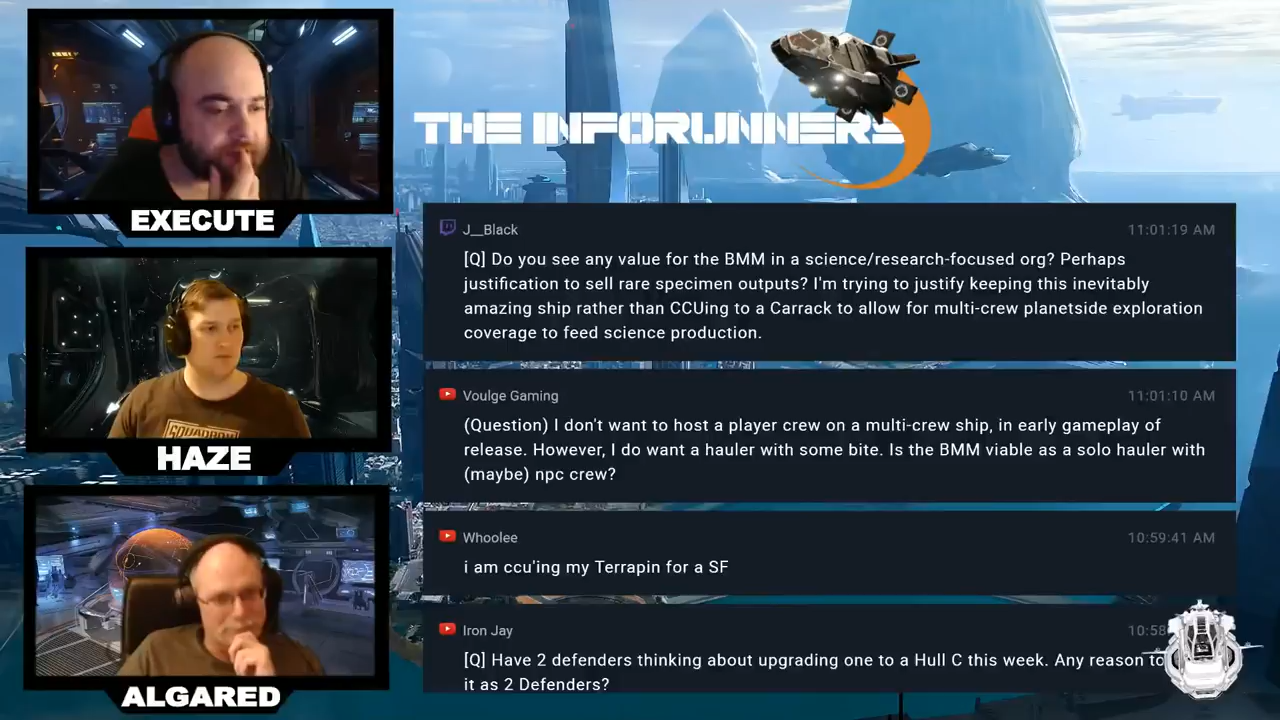 THE INFORUNNERS
EXECUTE
HAZE
SQUADRON
ALGARED
J__Black
11:01:19 AM
[Q] Do you see any value for the BMM in a science/research-focused org? Perhaps
justification to sell rare specimen outputs? I'm trying to justify keeping this inevitably
amazing ship rather than CCUing to a Carrack to allow for multi-crew planetside exploration
coverage to feed science production.
Voulge Gaming
11:01:10 AM
(Question) I don't want to host a player crew on a multi-crew ship, in early gameplay of
release. However, I do want a hauler with some bite. Is the BMM viable as a solo hauler with
(maybe) npc crew?
Whoolee
10:59:41 AM
i am ccu'ing my Terrapin for a SF
Iron Jay
10:58
[Q] Have 2 defenders thinking about upgrading one to a Hull C this week. Any reason to
it as 2 Defenders?